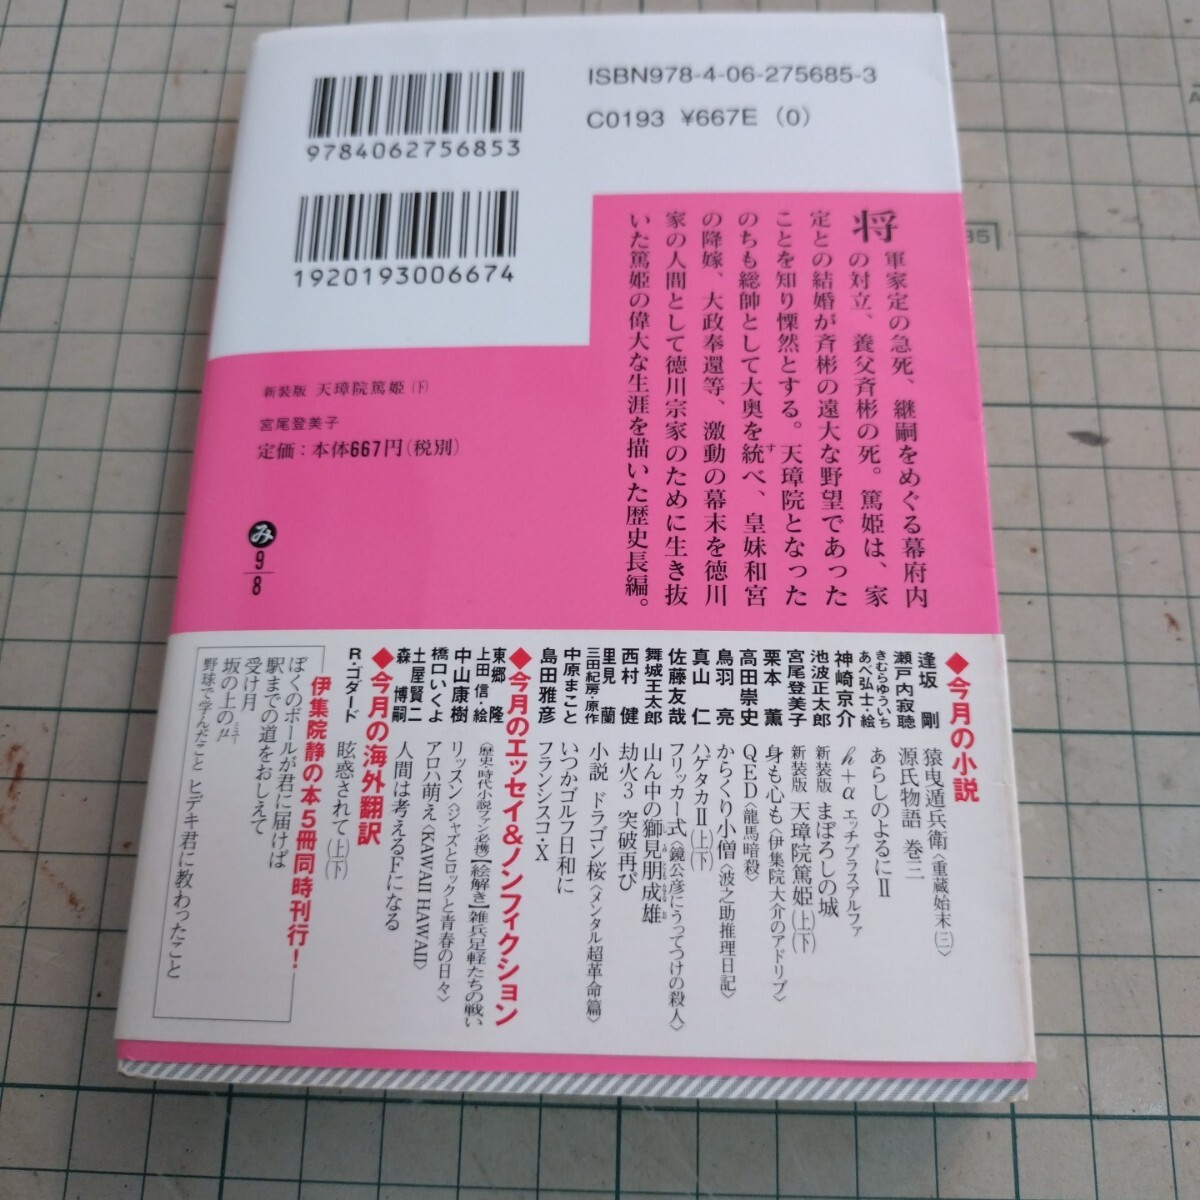 ISBN978-4-06-275685-3
C0193 ¥667E (0)
9784062756853
1920193006674
将軍家定の急死、継嗣をめぐる幕府内
の対立、養父斉彬の死。篤姫は、家
定との結婚が斉彬の遠大な野望であった
ことを知り慄然とする。天璋院となった
のちも総帥として大奥を統べ、皇妹和宮
す
の降嫁、大政奉還等、激動の幕末を徳川
家の人間として徳川宗家のために生き抜
いた篤姫の偉大な生涯を描いた歴史長編。
新装版 天璋院篤姫(下)
宮尾登美子
定価:本体667円(税別)
み
9
8
◆今月の小説
逢坂 剛 猿曳遁兵衛〈重蔵始末(三)〉
瀬戸内寂聴 源氏物語 巻三
きむらゆういち
あべ弘士・絵 あらしのよるにⅡ
神崎京介 h+α エッチプラスアルファ
池波正太郎 新装版 まぼろしの城
宮尾登美子 新装版 天璋院篤姫(上)(下)
栗本 薫 身も心も〈伊集院大介のアドリブ〉
高田崇史 QED〈龍馬暗殺〉
鳥羽 亮 からくり小僧〈波之助推理日記〉
真山 仁 ハゲタカⅡ(上)(下)
佐藤友哉 フリッカー式〈鏡公彦にうってつけの殺人〉
舞城王太郎 山ん中の獅見朋成雄
西村 健 劫火3 突破再び
里見 蘭
三田紀房・原作 小説 ドラゴン桜〈メンタル超革命篇〉
中原まこと いつかゴルフ日和に
島田雅彦 フランシスコ・X
◆今月のエッセイ&ノンフィクション
東郷 隆
上田 信・絵 〈歴史・時代小説ファン必携〉【絵解き】雑兵足軽たちの戦い
中山康樹 リッスン〈ジャズとロックと青春の日々〉
橋口いくよ アロハ萌え〈KAWAII HAWAII〉
土屋賢二 人間は考えるFになる
森 博嗣
◆今月の海外翻訳
R・ゴダード 眩惑されて(上)(下)
伊集院静の本5冊同時刊行!
ぼくのボールが君に届けば
駅までの道をおしえて
受け月
坂の上のμ
ミュー
野球で学んだこと ヒデキ君に教わったこと